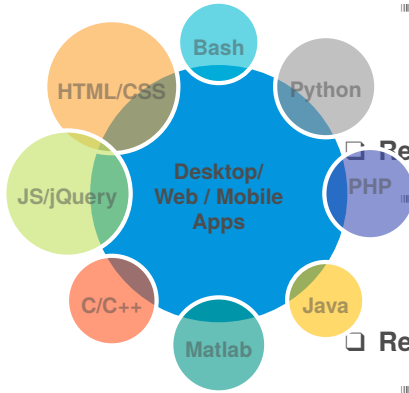 Bash
HTML/CSS
Python
❑ Re
Desktop/
Web / Mobile
Apps
JS/jQuery
PHP
C/C++
Java
Matlab
❑ Re